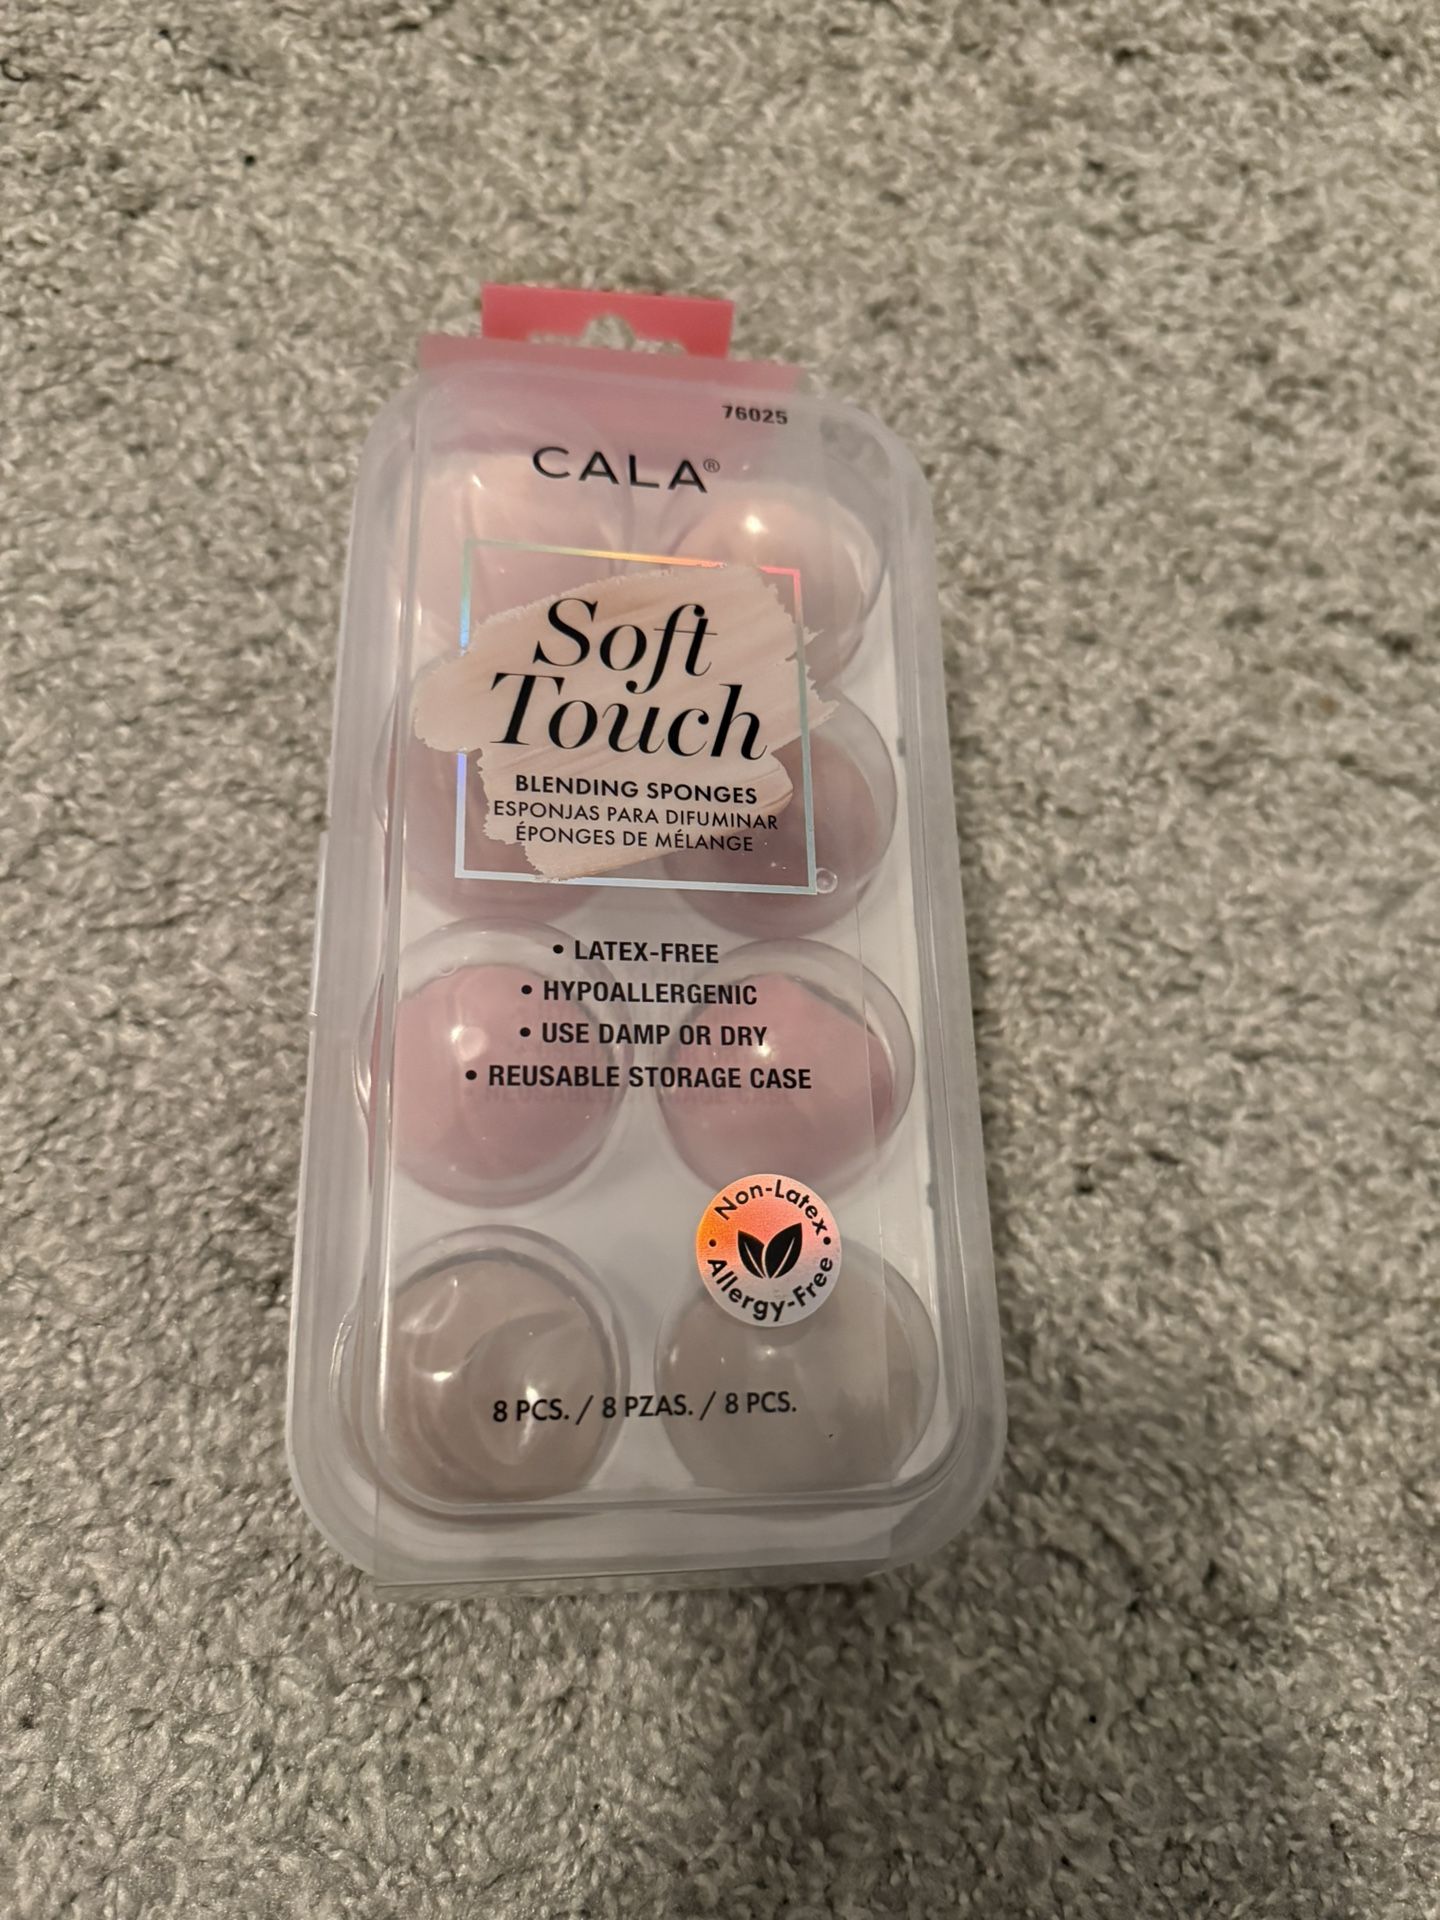 76025
CALA®
Soft
Touch
BLENDING SPONGES
ESPONJAS PARA DIFUMINAR
ÉPONGES DE MÉLANGE
• LATEX-FREE
• HYPOALLERGENIC
• USE DAMP OR DRY
• REUSABLE STORAGE CASE
Non-Latex
• Allergy-Free •
8 PCS. / 8 PZAS. / 8 PCS.